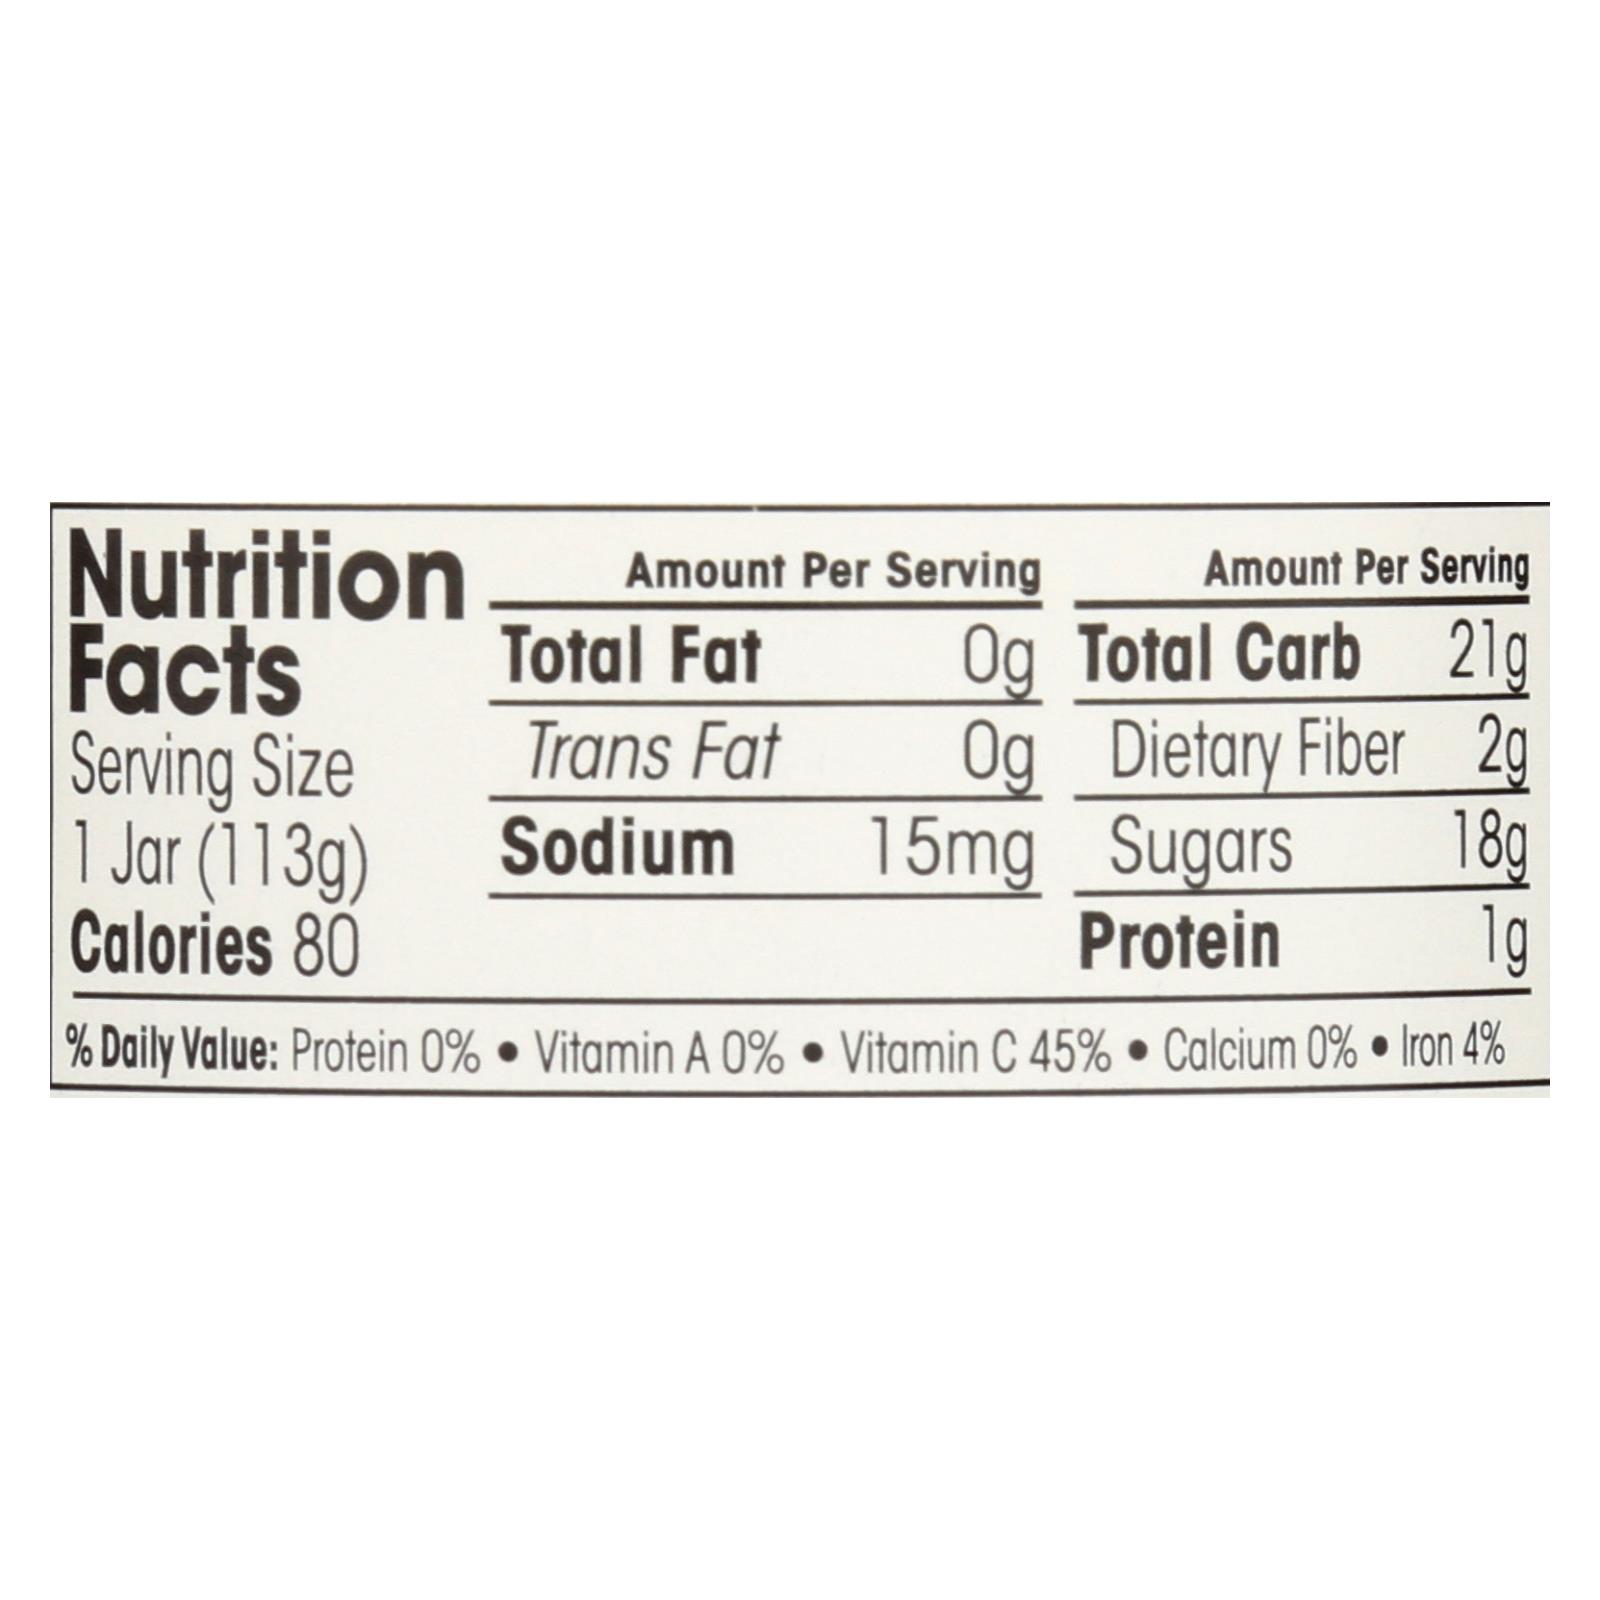 Nutrition
Facts
Serving Size
1 Jar (113g)
Calories 80
Amount Per Serving
Total Fat 0g
Trans Fat 0g
Sodium 15mg
Amount Per Serving
Total Carb 21g
Dietary Fiber 2g
Sugars 18g
Protein 1g
% Daily Value: Protein 0% • Vitamin A 0% • Vitamin C 45% • Calcium 0% • Iron 4%